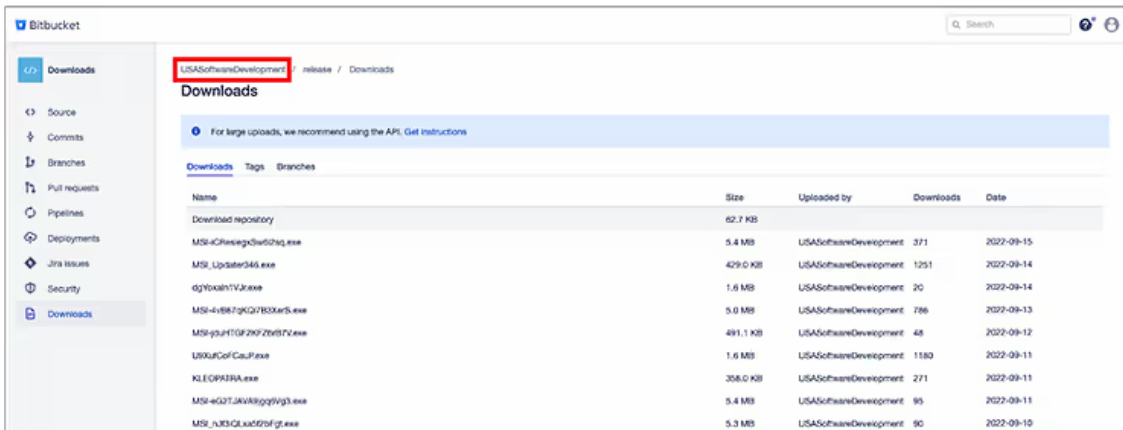 Bitbucket
Search
Downloads
USASoftwareDevelopment / release / Downloads
Downloads
Source
Commits
Branches
Pull requests
Pipelines
Deployments
Jira issues
Security
Downloads
For large uploads, we recommend using the API. Get instructions
Downloads Tags Branches
Name Size Uploaded by Downloads Date
Download repository 62.7 KB
5.4 MB USASoftwareDevelopment 371 2022-09-15
MSI_Updater346.exe 429.0 KB USASoftwareDevelopment 1251 2022-09-14
1.6 MB USASoftwareDevelopment 20 2022-09-14
5.0 MB USASoftwareDevelopment 786 2022-09-13
491.1 KB USASoftwareDevelopment 48 2022-09-12
1.6 MB USASoftwareDevelopment 1180 2022-09-11
KLEOPATRA.exe 358.0 KB USASoftwareDevelopment 271 2022-09-11
5.4 MB USASoftwareDevelopment 95 2022-09-11
5.3 MB USASoftwareDevelopment 90 2022-09-10